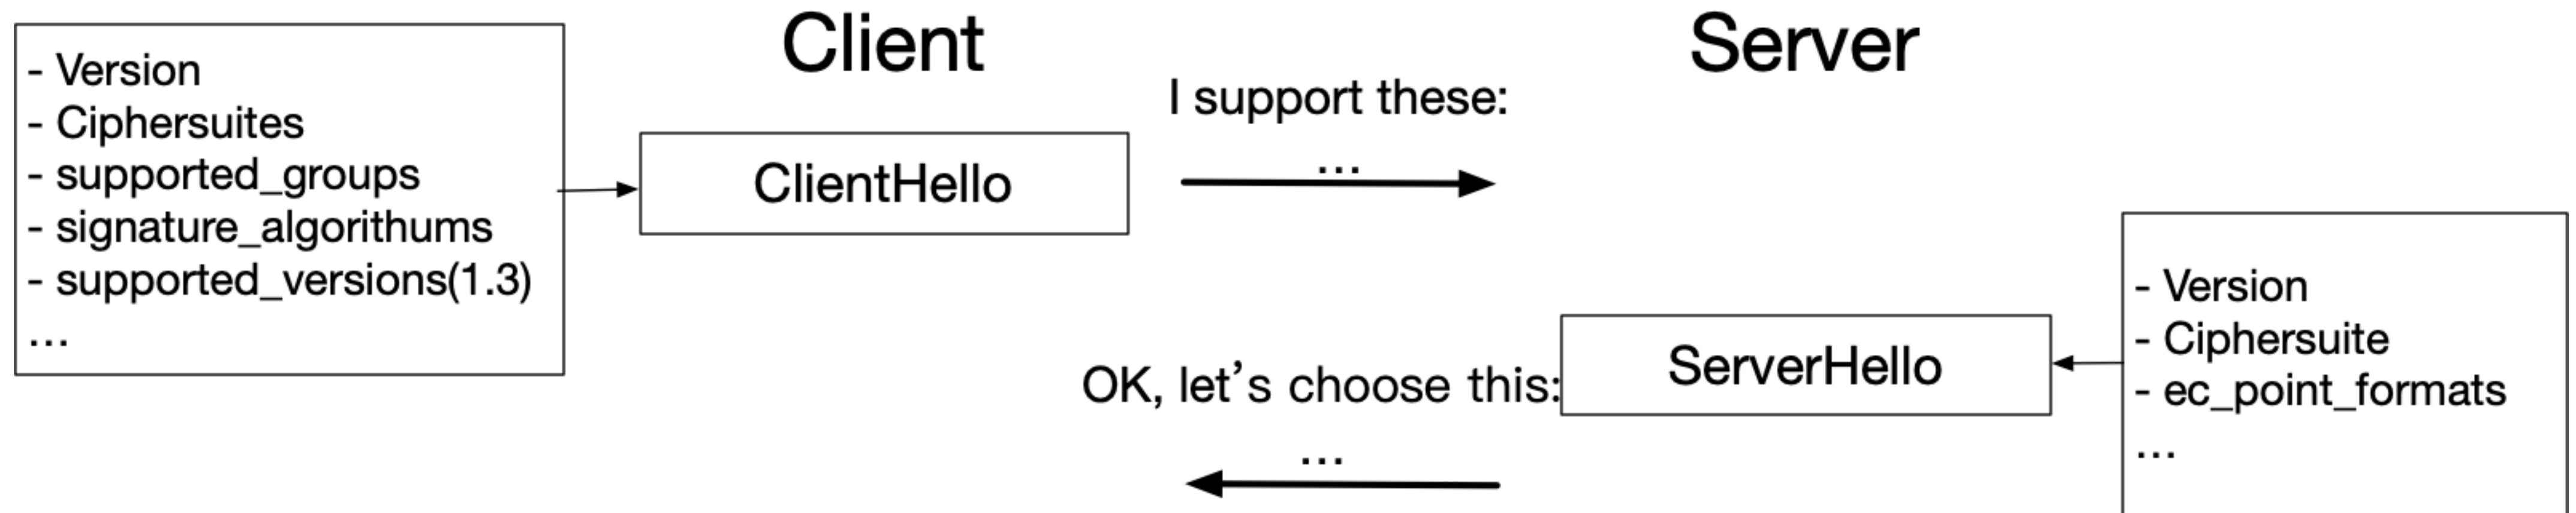 Client
Server
- Version
- Ciphersuites
- supported_groups
- signature_algorithums
- supported_versions(1.3)
...
ClientHello
I support these:
...
OK, let’s choose this:
...
ServerHello
- Version
- Ciphersuite
- ec_point_formats
...